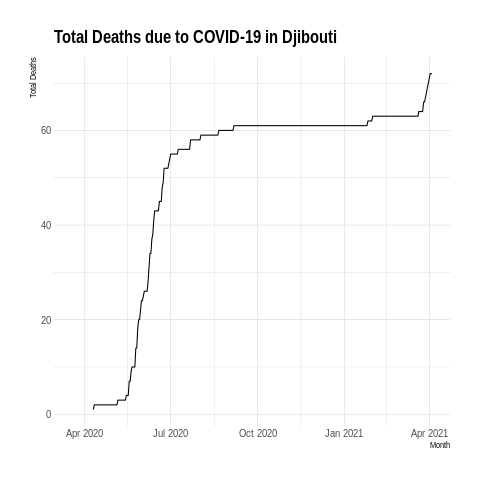 Total Deaths due to COVID-19 in Djibouti
Total Deaths
60
40
20
0
Apr 2020 Jul 2020 Oct 2020 Jan 2021 Apr 2021
Month